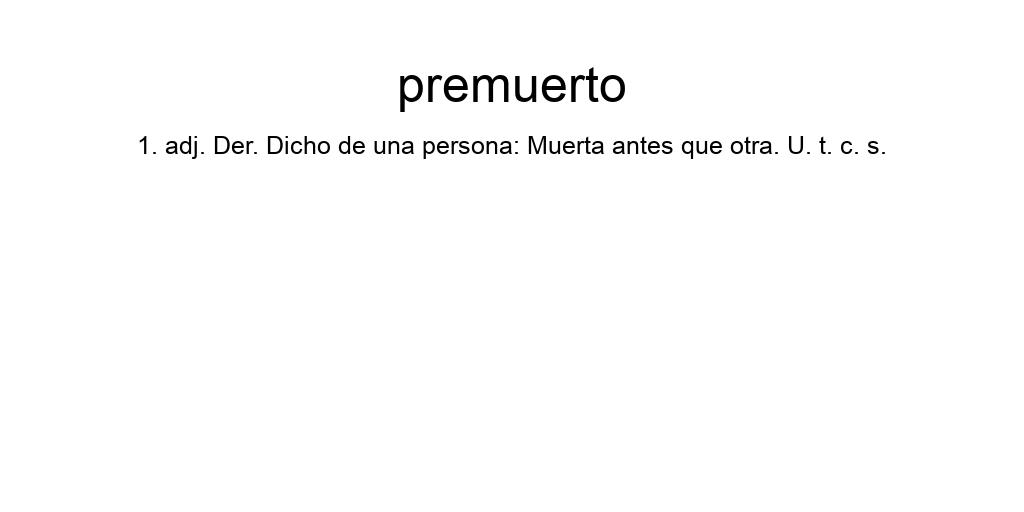 premuerto
1. adj. Der. Dicho de una persona: Muerta antes que otra. U. t. c. s.